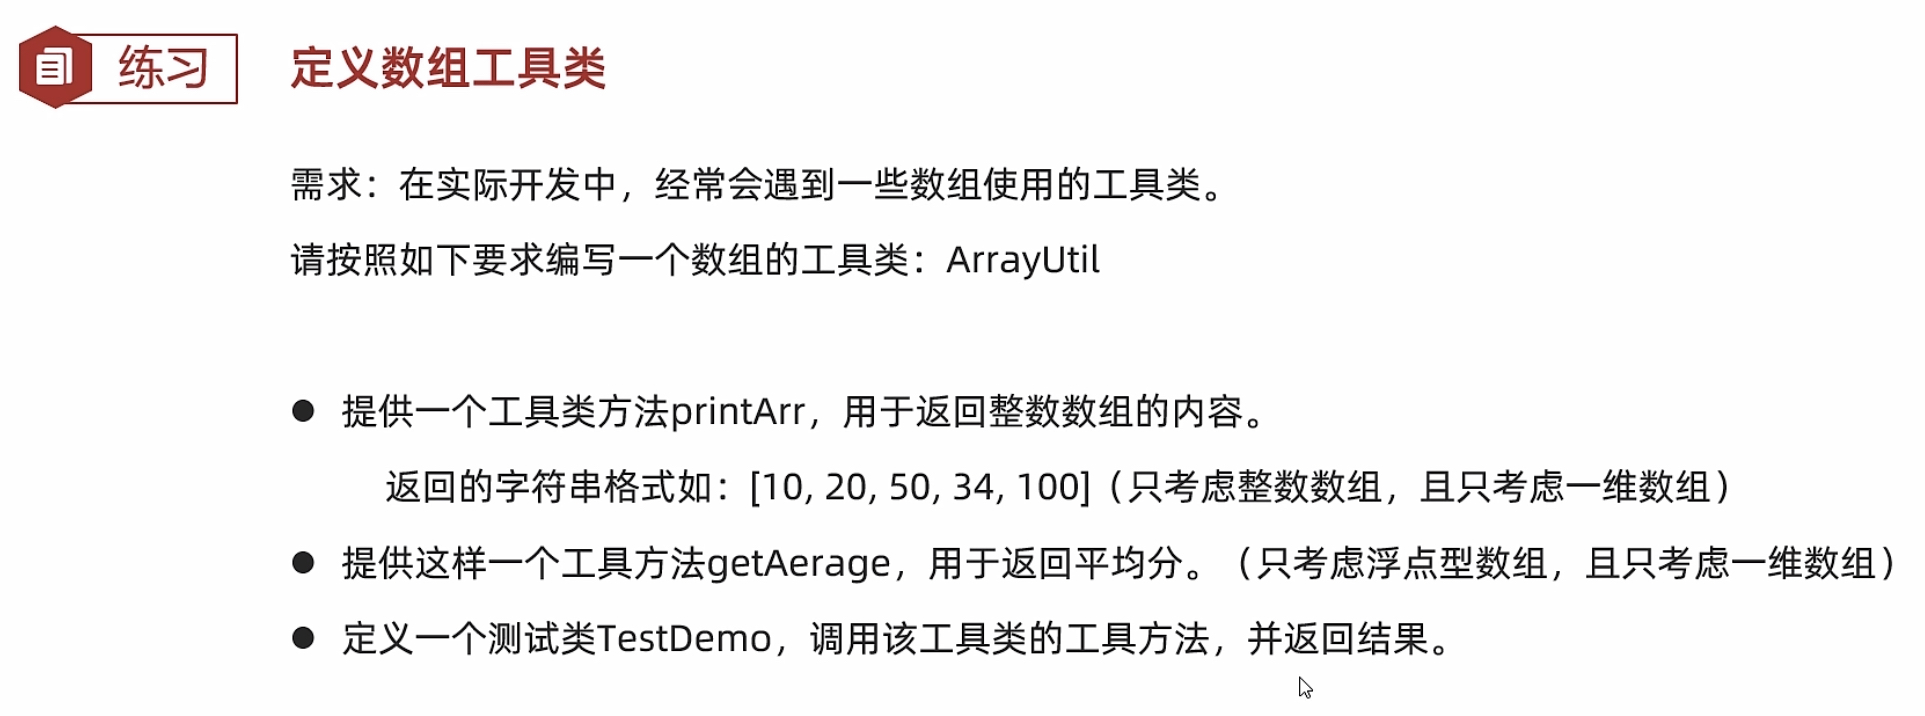 练习
定义数组工具类
需求：在实际开发中，经常会遇到一些数组使用的工具类。
请按照如下要求编写一个数组的工具类：ArrayUtil
● 提供一个工具类方法printArr，用于返回整数数组的内容。
返回的字符串格式如：[10, 20, 50, 34, 100]（只考虑整数数组，且只考虑一维数组）
● 提供这样一个工具方法getAerage，用于返回平均分。（只考虑浮点型数组，且只考虑一维数组）
● 定义一个测试类TestDemo，调用该工具类的工具方法，并返回结果。